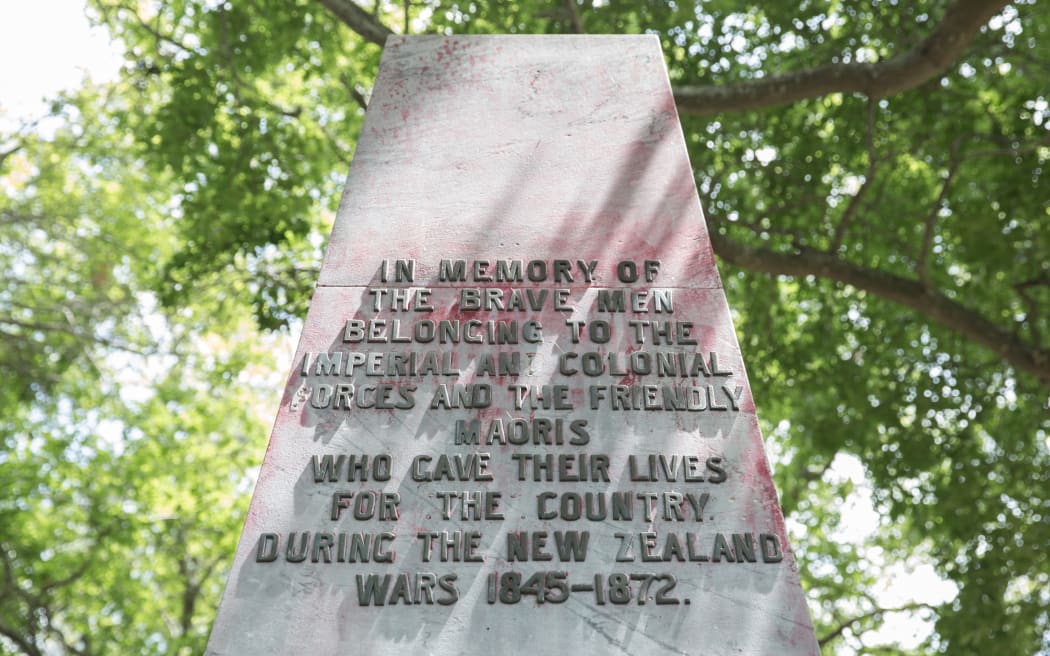 IN MEMORY OF
THE BRAVE MEN
BELONGING TO THE
IMPERIAL AND COLONIAL
FORCES AND THE FRIENDLY
MAORIS
WHO GAVE THEIR LIVES
FOR THE COUNTRY
DURING THE NEW ZEALAND
WARS 1845-1872.